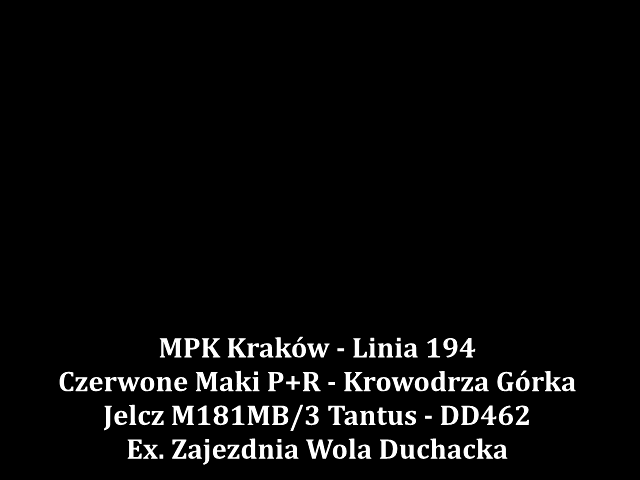 MPK Kraków - Linia 194
Czerwone Maki P+R - Krowodrza Górka
Jelcz M181MB/3 Tantus - DD462
Ex. Zajezdnia Wola Duchacka